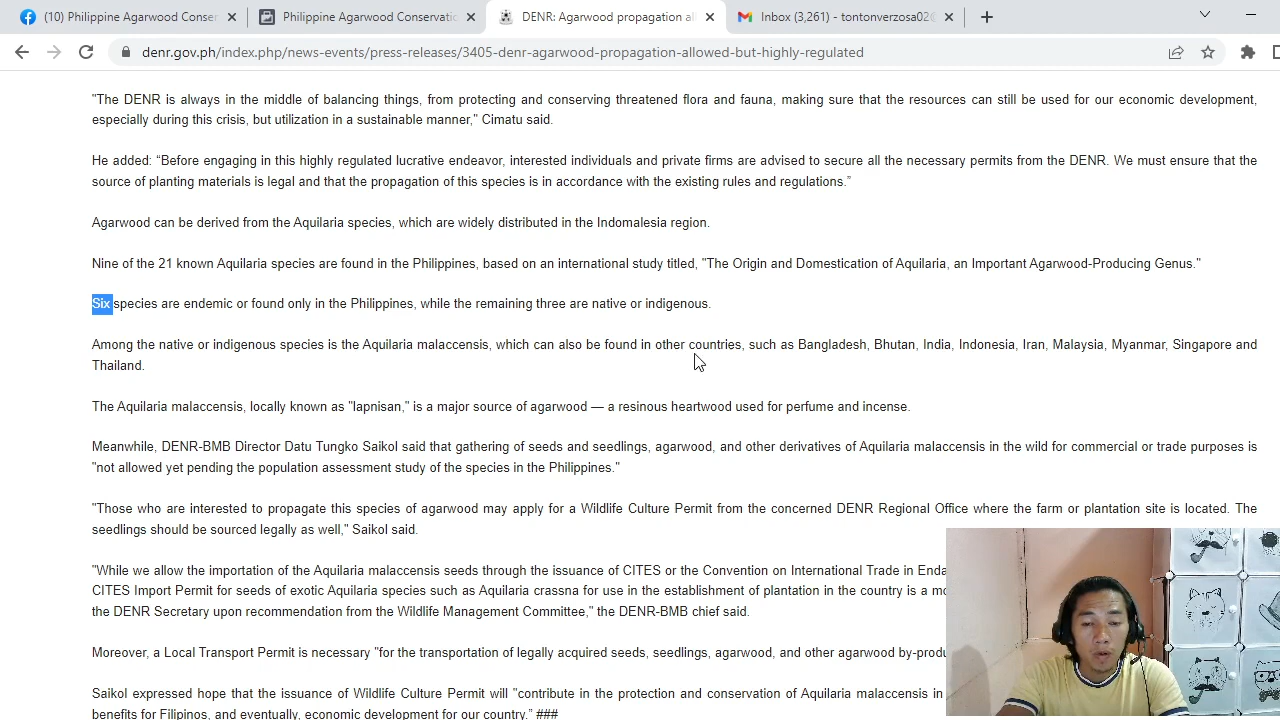 (10) Philippine Agarwood Conser
Philippine Agarwood Conservatio
DENR: Agarwood propagation al
Inbox (3,261) - tontonverzosa02@
denr.gov.ph/index.php/news-events/press-releases/3405-denr-agarwood-propagation-allowed-but-highly-regulated
"The DENR is always in the middle of balancing things, from protecting and conserving threatened flora and fauna, making sure that the resources can still be used for our economic development,
especially during this crisis, but utilization in a sustainable manner," Cimatu said.
He added: “Before engaging in this highly regulated lucrative endeavor, interested individuals and private firms are advised to secure all the necessary permits from the DENR. We must ensure that the
source of planting materials is legal and that the propagation of this species is in accordance with the existing rules and regulations.”
Agarwood can be derived from the Aquilaria species, which are widely distributed in the Indomalesia region.
Nine of the 21 known Aquilaria species are found in the Philippines, based on an international study titled, "The Origin and Domestication of Aquilaria, an Important Agarwood-Producing Genus."
Six species are endemic or found only in the Philippines, while the remaining three are native or indigenous.
Among the native or indigenous species is the Aquilaria malaccensis, which can also be found in other countries, such as Bangladesh, Bhutan, India, Indonesia, Iran, Malaysia, Myanmar, Singapore and
Thailand.
The Aquilaria malaccensis, locally known as "lapnisan," is a major source of agarwood — a resinous heartwood used for perfume and incense.
Meanwhile, DENR-BMB Director Datu Tungko Saikol said that gathering of seeds and seedlings, agarwood, and other derivatives of Aquilaria malaccensis in the wild for commercial or trade purposes is
"not allowed yet pending the population assessment study of the species in the Philippines."
"Those who are interested to propagate this species of agarwood may apply for a Wildlife Culture Permit from the concerned DENR Regional Office where the farm or plantation site is located. The
seedlings should be sourced legally as well," Saikol said.
"While we allow the importation of the Aquilaria malaccensis seeds through the issuance of CITES or the Convention on International Trade in Enda
CITES Import Permit for seeds of exotic Aquilaria species such as Aquilaria crassna for use in the establishment of plantation in the country is a mo
the DENR Secretary upon recommendation from the Wildlife Management Committee," the DENR-BMB chief said.
Moreover, a Local Transport Permit is necessary "for the transportation of legally acquired seeds, seedlings, agarwood, and other agarwood by-produ
Saikol expressed hope that the issuance of Wildlife Culture Permit will "contribute in the protection and conservation of Aquilaria malaccensis in
benefits for Filipinos, and eventually, economic development for our country.” ###